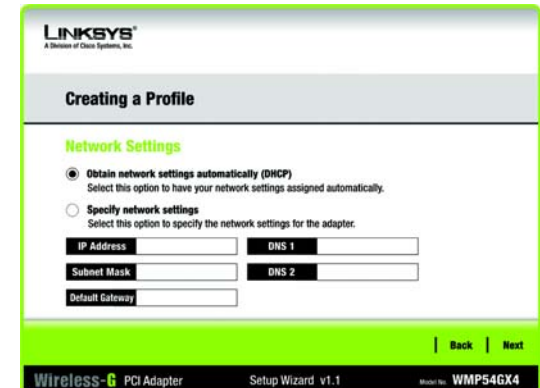 LINKSYS®
A Division of Cisco Systems, Inc.
Creating a Profile
Network Settings
Obtain network settings automatically (DHCP)
Select this option to have your network settings assigned automatically.
Specify network settings
Select this option to specify the network settings for the adapter.
IP Address DNS 1
Subnet Mask DNS 2
Default Gateway
Back Next
Wireless-G PCI Adapter Setup Wizard v1.1 Model No. WMP54GX4